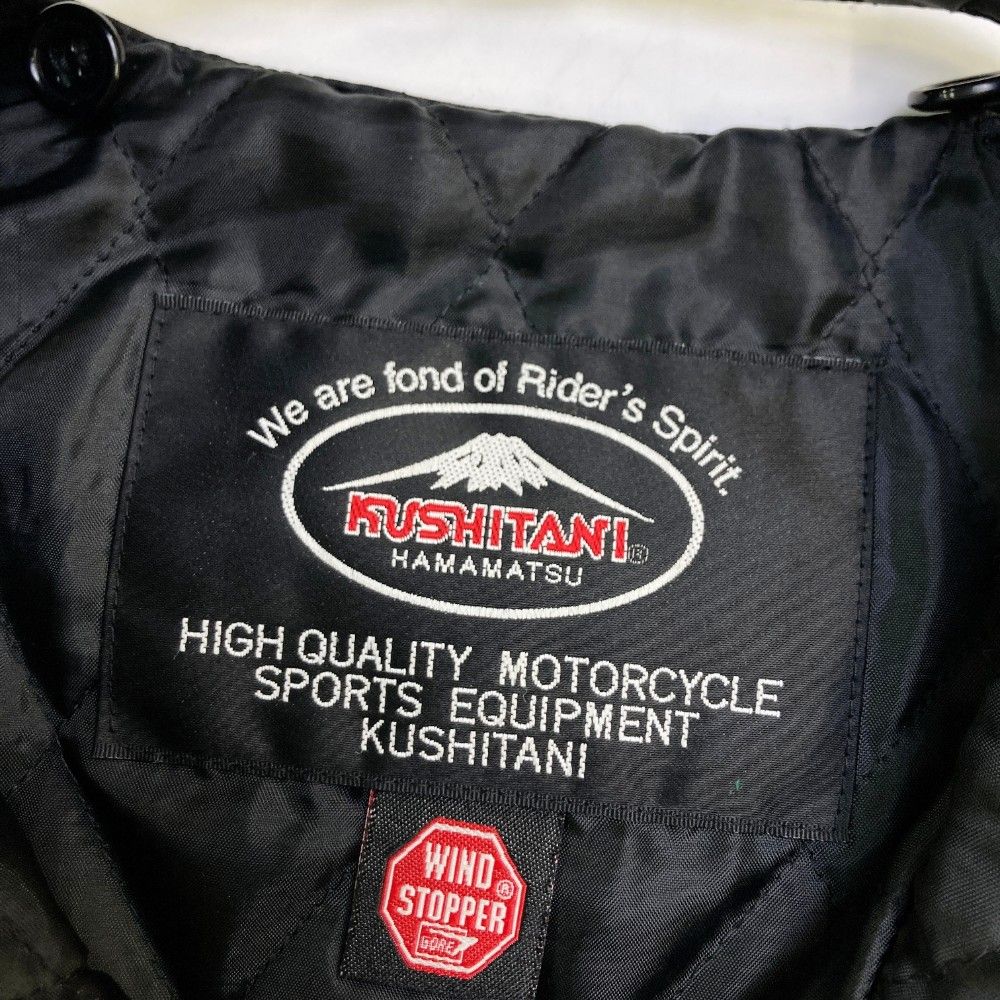 We are fond of Rider's Spirit.
KUSHITANI®
HAMAMATSU
HIGH QUALITY MOTORCYCLE
SPORTS EQUIPMENT
KUSHITANI
WIND
STOPPER®
GORE